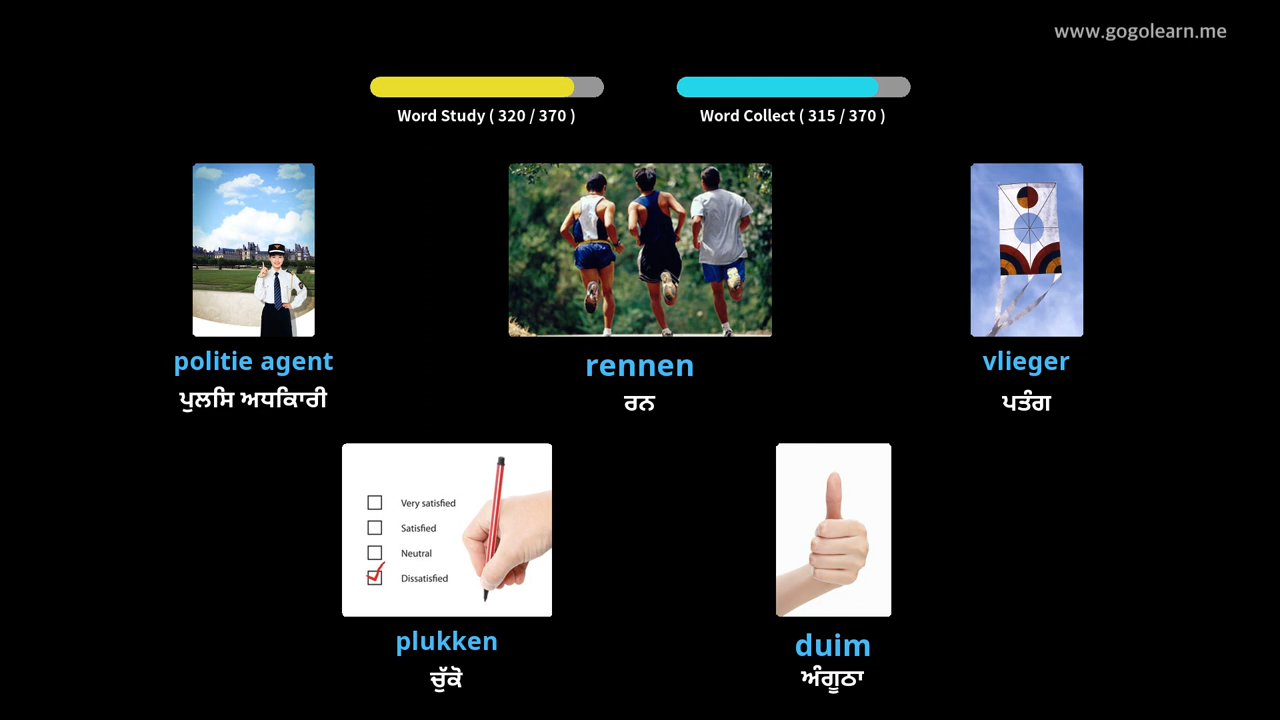 www.gogolearn.me
Word Study ( 320 / 370 )
Word Collect ( 315 / 370 )
politie agent
ਪੁਲਸਿ ਅਧਕਿਾਰੀ
rennen
ਰਨ
vlieger
ਪਤੰਗ
Very satisfied
Satisfied
Neutral
Dissatisfied
plukken
ਚੁੱਕੋ
duim
ਅੰਗੂਠਾ